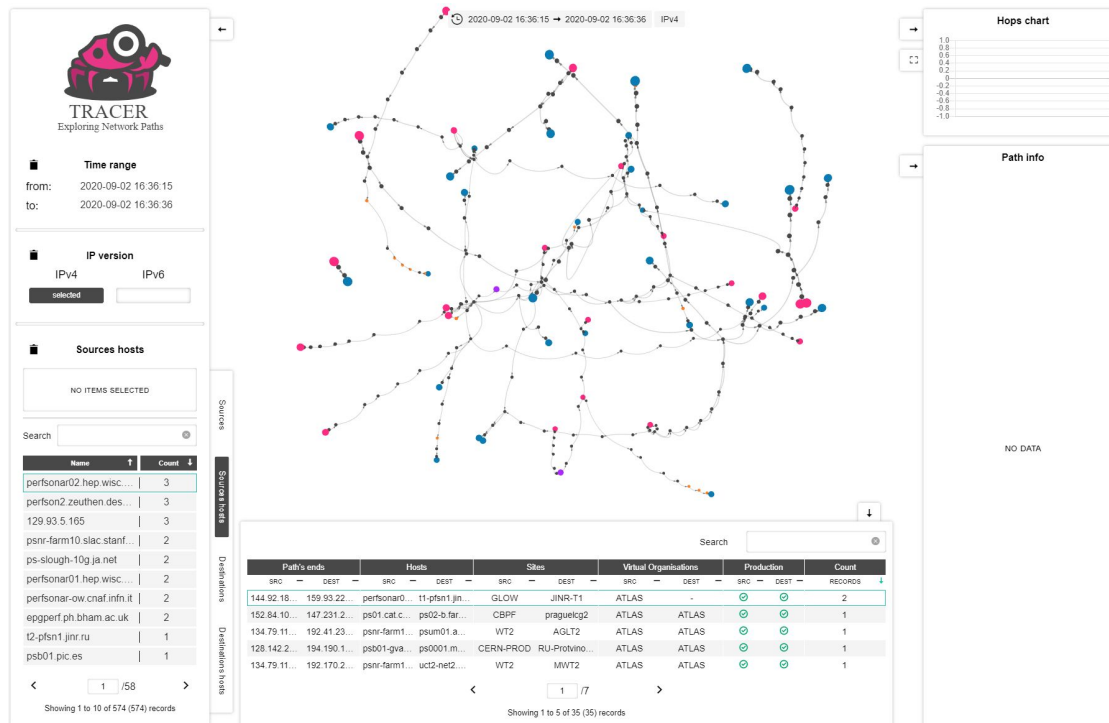 TRACER
Exploring Network Paths
Time range
from: 2020-09-02 16:36:15
to: 2020-09-02 16:36:36
IP version
IPv4 IPv6
selected
Sources hosts
NO ITEMS SELECTED
Search
Name Count
perfsonar02.hep.wisc.... 3
perfson2.zeuthen.des... 3
129.93.5.165 3
psnr-farm10.slac.stanf... 2
ps-slough-10g.ja.net 2
perfsonar01.hep.wisc.... 2
perfsonar-ow.cnaf.infn.it 2
epgperf.ph.bham.ac.uk 2
t2-pfsn1.jinr.ru 1
psb01.pic.es 1
1 /58
Showing 1 to 10 of 574 (574) records
Sources
Sources hosts
Destinations
Destinations hosts
2020-09-02 16:36:15 → 2020-09-02 16:36:36 IPv4
Search
Path's ends Hosts Sites Virtual Organisations Production Count
SRC DEST SRC DEST SRC DEST SRC DEST SRC DEST RECORDS
144.92.18... 159.93.22... perfsonar0... t1-pfsn1.jin... GLOW JINR-T1 ATLAS - 2
152.84.10... 147.231.2... ps01.cat.c... ps02-b.far... CBPF praguelcg2 ATLAS ATLAS 1
134.79.11... 192.41.23... psnr-farm1... psum01.a... WT2 AGLT2 ATLAS ATLAS 1
128.142.2... 194.190.1... psb01-gva... ps0001.m... CERN-PROD RU-Protvino... ATLAS ATLAS 1
134.79.11... 192.170.2... psnr-farm1... uct2-net2.... WT2 MWT2 ATLAS ATLAS 1
1 /7
Showing 1 to 5 of 35 (35) records
Hops chart
1.0
0.8
0.6
0.4
0.2
0
-0.2
-0.4
-0.6
-0.8
-1.0
Path info
NO DATA